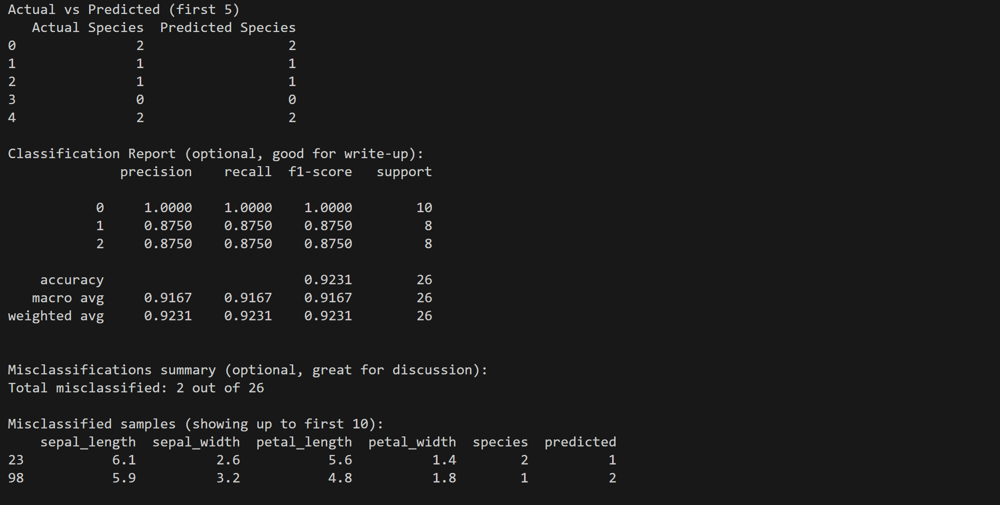 Actual vs Predicted (first 5)
   Actual Species  Predicted Species
0               2                  2
1               1                  1
2               1                  1
3               0                  0
4               2                  2
Classification Report (optional, good for write-up):
              precision    recall  f1-score   support
           0     1.0000    1.0000    1.0000        10
           1     0.8750    0.8750    0.8750         8
           2     0.8750    0.8750    0.8750         8
    accuracy                         0.9231        26
   macro avg     0.9167    0.9167    0.9167        26
weighted avg     0.9231    0.9231    0.9231        26
Misclassifications summary (optional, great for discussion):
Total misclassified: 2 out of 26
Misclassified samples (showing up to first 10):
    sepal_length  sepal_width  petal_length  petal_width  species  predicted
23           6.1          2.6           5.6          1.4        2          1
98           5.9          3.2           4.8          1.8        1          2